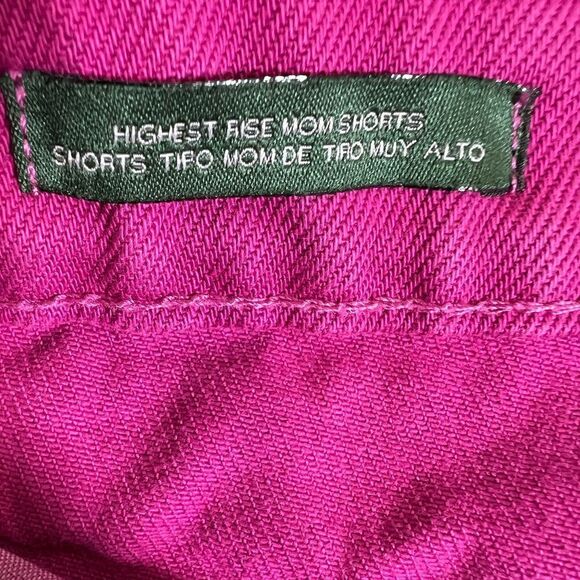 HIGHEST RISE MOM SHORTS
SHORTS TIPO MOM DE TIRO MUY ALTO